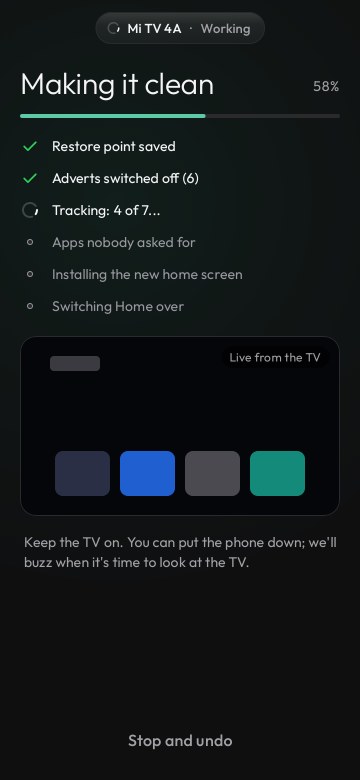 Mi TV 4A · Working
Making it clean
58%
Restore point saved
Adverts switched off (6)
Tracking: 4 of 7...
Apps nobody asked for
Installing the new home screen
Switching Home over
Live from the TV
Keep the TV on. You can put the phone down; we'll
buzz when it's time to look at the TV.
Stop and undo